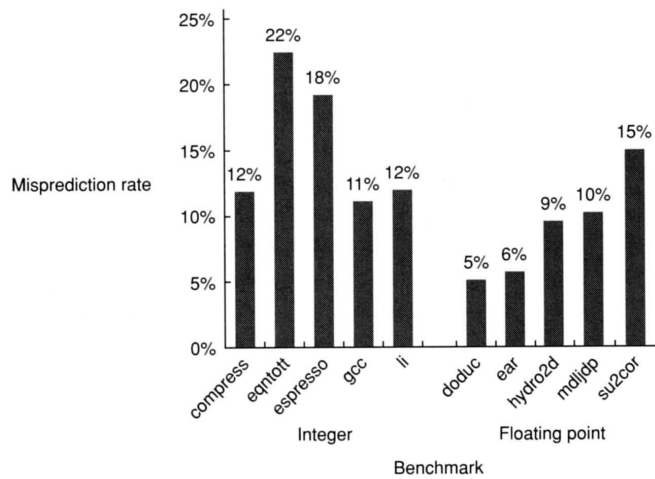 25%
20%
15%
10%
5%
0%
Misprediction rate
12%
22%
18%
11%
12%
5%
6%
9%
10%
15%
compress
eqntott
espresso
gcc
li
doduc
ear
hydro2d
mdljdp
su2cor
Integer
Floating point
Benchmark